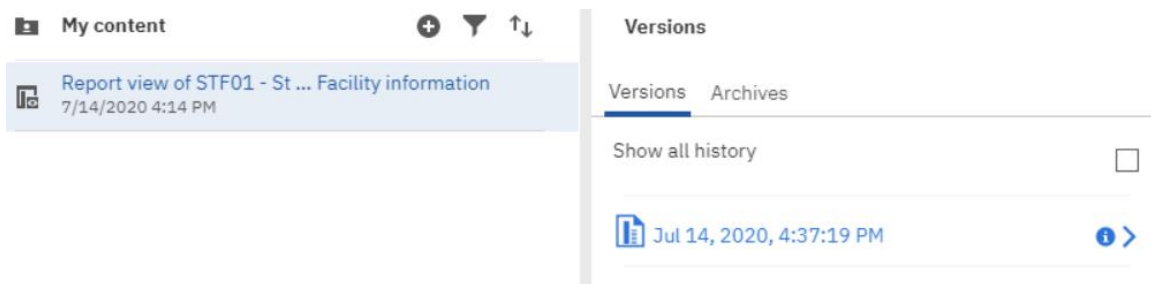 My content
Report view of STF01 - St ... Facility information
7/14/2020 4:14 PM
Versions
Versions Archives
Show all history
Jul 14, 2020, 4:37:19 PM